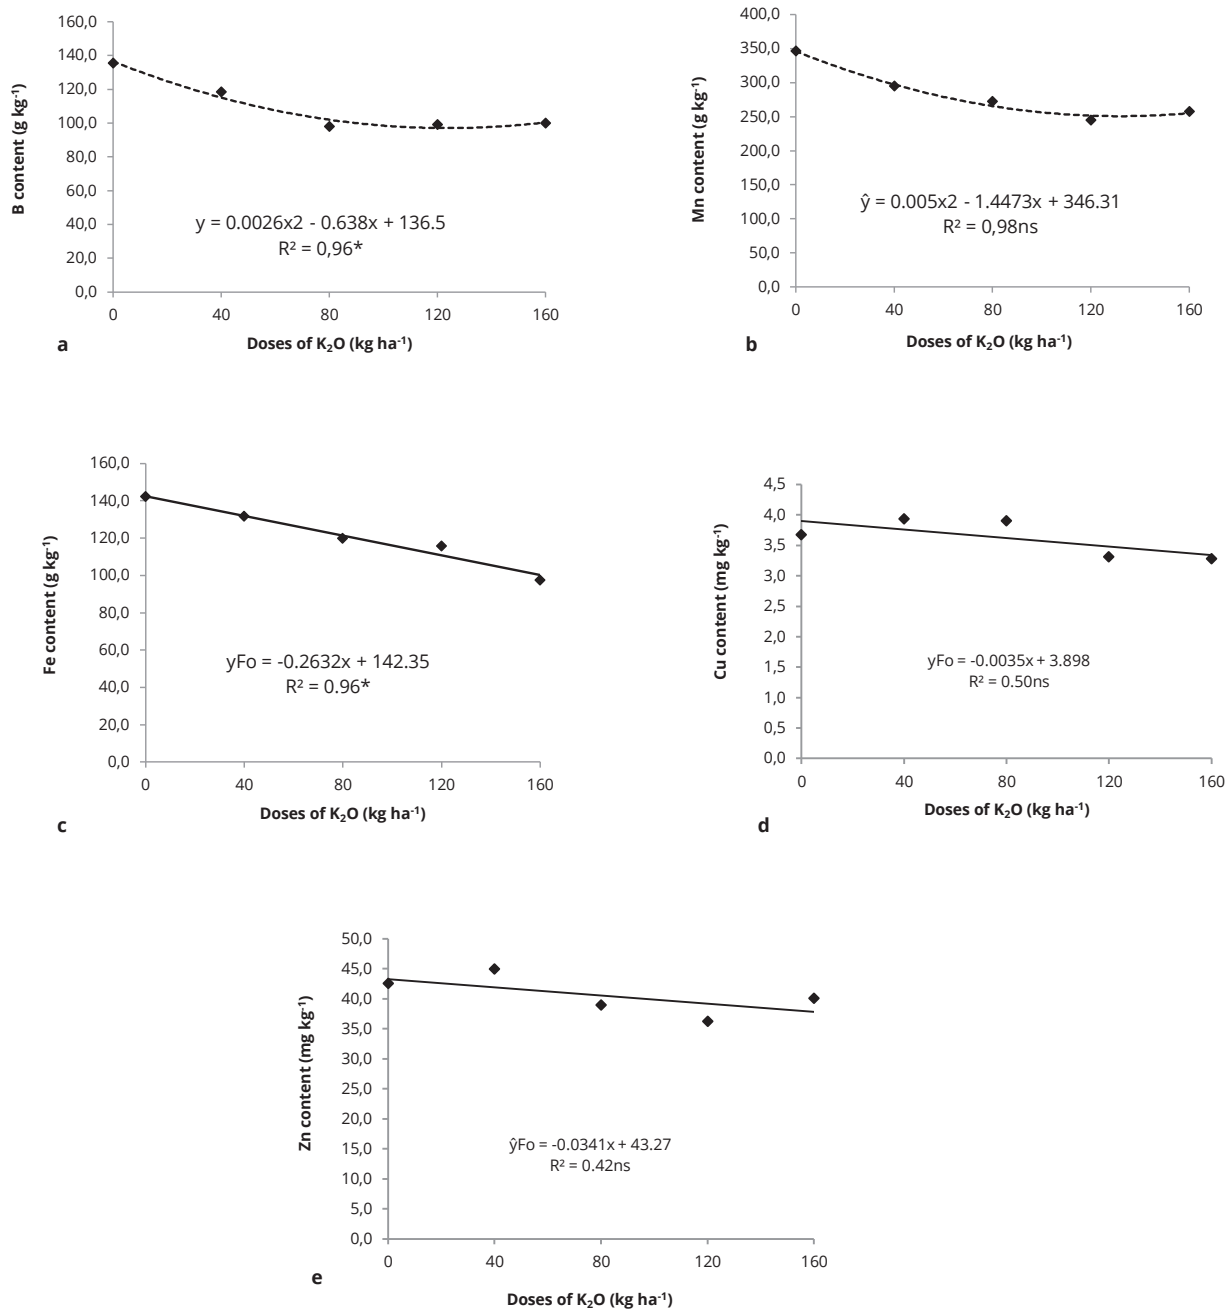 160,0
140,0
120,0
100,0
80,0
60,0
40,0
20,0
0,0
B content (g kg⁻¹)
y = 0.0026x2 - 0.638x + 136.5
R² = 0,96*
0 40 80 120 160
Doses of K₂O (kg ha⁻¹)
a
400,0
350,0
300,0
250,0
200,0
150,0
100,0
50,0
0,0
Mn content (g kg⁻¹)
ŷ = 0.005x2 - 1.4473x + 346.31
R² = 0,98ns
0 40 80 120 160
Doses of K₂O (kg ha⁻¹)
b
160,0
140,0
120,0
100,0
80,0
60,0
40,0
20,0
0,0
Fe content (g kg⁻¹)
yFo = -0.2632x + 142.35
R² = 0.96*
0 40 80 120 160
Doses of K₂O (kg ha⁻¹)
c
4,5
4,0
3,5
3,0
2,5
2,0
1,5
1,0
0,5
0,0
Cu content (mg kg⁻¹)
yFo = -0.0035x + 3.898
R² = 0.50ns
0 40 80 120 160
Doses of K₂O (kg ha⁻¹)
d
50,0
45,0
40,0
35,0
30,0
25,0
20,0
15,0
10,0
5,0
0,0
Zn content (mg kg⁻¹)
ŷFo = -0.0341x + 43.27
R² = 0.42ns
0 40 80 120 160
e
Doses of K₂O (kg ha⁻¹)